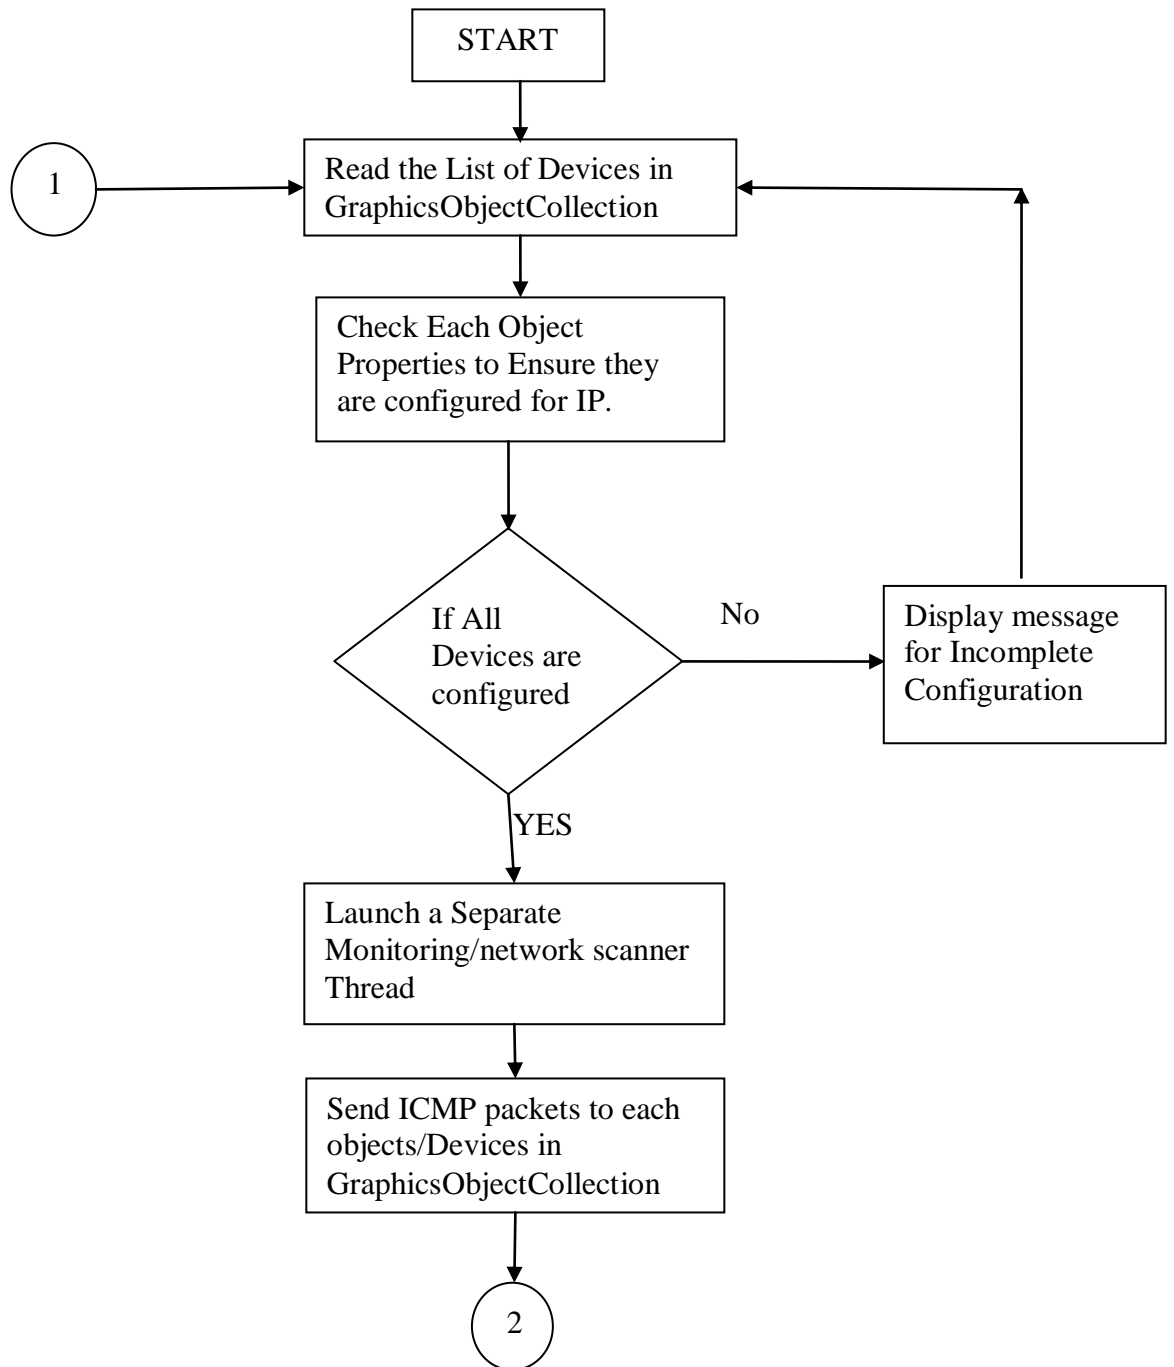 START
1
Read the List of Devices in
GraphicsObjectCollection
Check Each Object
Properties to Ensure they
are configured for IP.
If All
Devices are
configured
No
Display message
for Incomplete
Configuration
YES
Launch a Separate
Monitoring/network scanner
Thread
Send ICMP packets to each
objects/Devices in
GraphicsObjectCollection
2